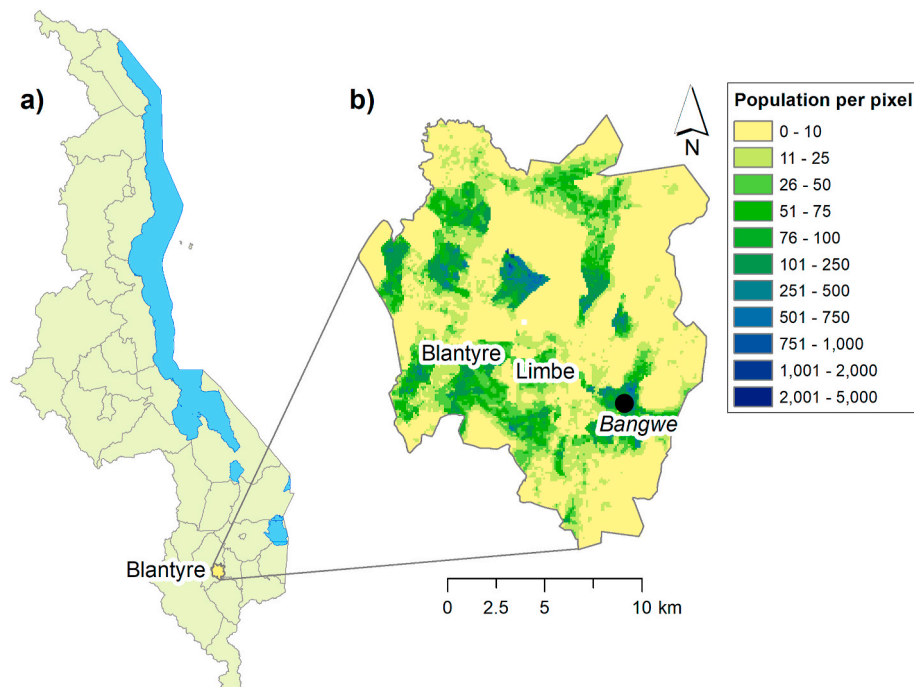 a)
Blantyre
b)
N
Blantyre
Limbe
Bangwe
0 2.5 5 10 km
Population per pixel
0 - 10
11 - 25
26 - 50
51 - 75
76 - 100
101 - 250
251 - 500
501 - 750
751 - 1,000
1,001 - 2,000
2,001 - 5,000